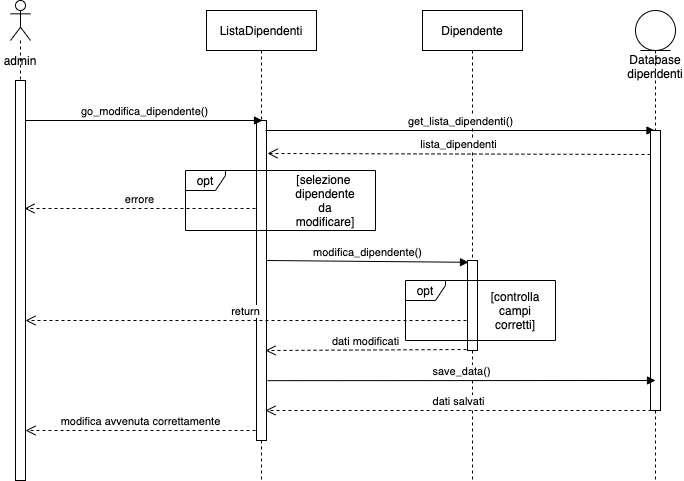 admin
ListaDipendenti
Dipendente
Database
dipendenti
go_modifica_dipendente()
get_lista_dipendenti()
lista_dipendenti
opt
[selezione
dipendente
da
modificare]
errore
modifica_dipendente()
opt
[controlla
campi
corretti]
return
dati modificati
save_data()
dati salvati
modifica avvenuta correttamente